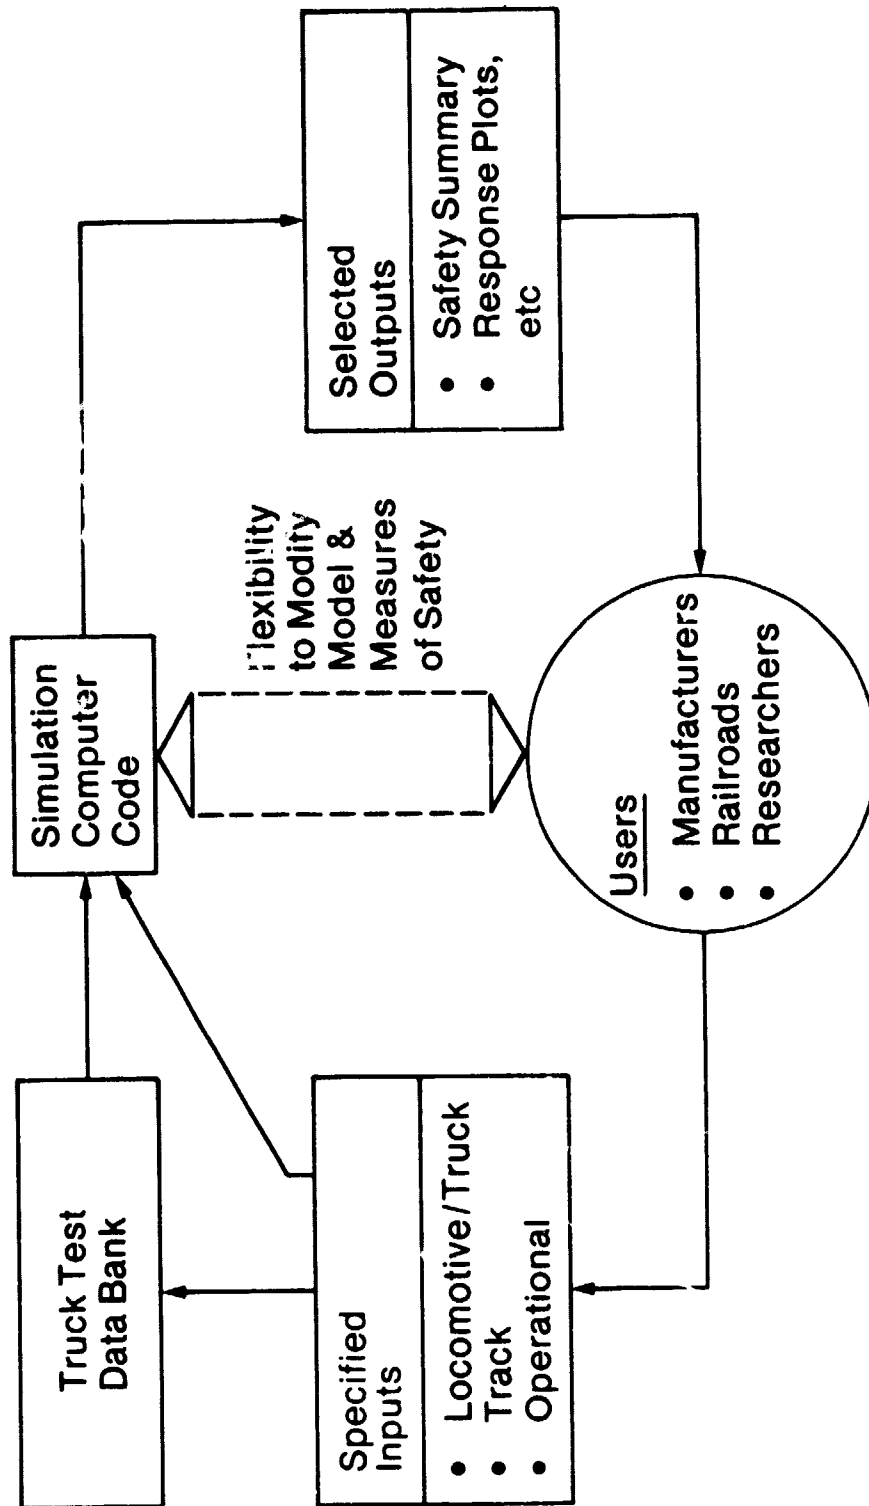 Truck Test
Data Bank
Simulation
Computer
Code
Specified
Inputs
• Locomotive/Truck
• Track
• Operational
Flexibility
to Modify
Model &
Measures
of Safety
Selected
Outputs
• Safety Summary
• Response Plots,
etc
Users
• Manufacturers
• Railroads
• Researchers